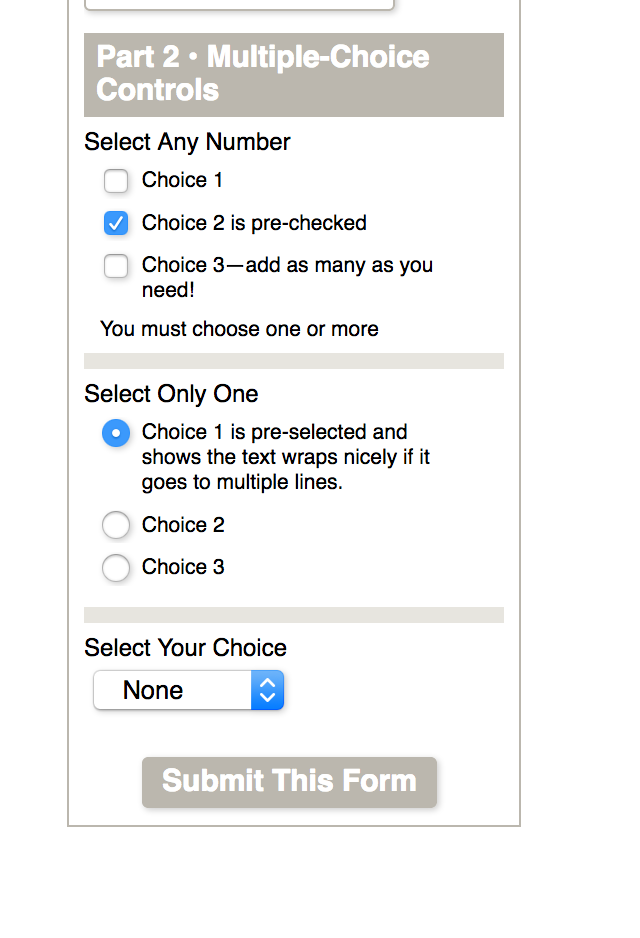 Part 2 • Multiple-Choice
Controls
Select Any Number
Choice 1
Choice 2 is pre-checked
Choice 3—add as many as you
need!
You must choose one or more
Select Only One
Choice 1 is pre-selected and
shows the text wraps nicely if it
goes to multiple lines.
Choice 2
Choice 3
Select Your Choice
None
Submit This Form